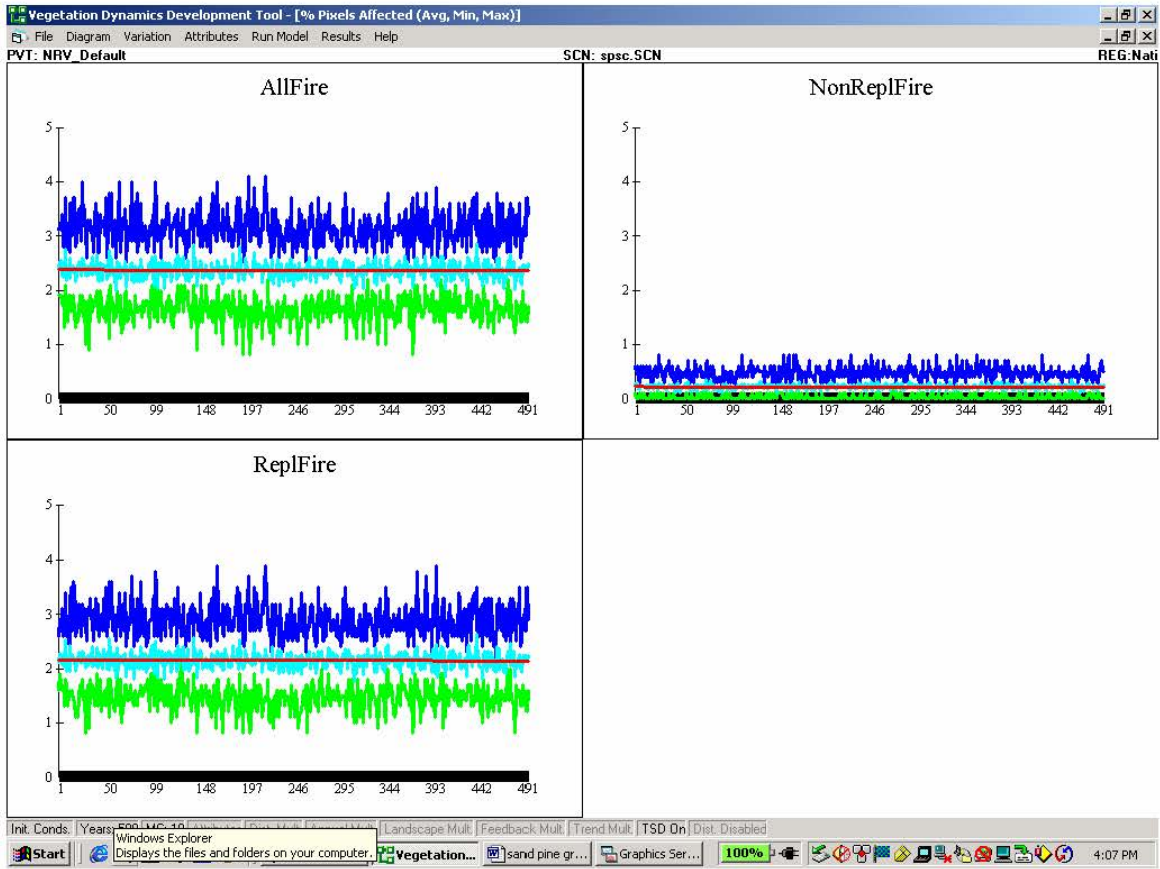 Vegetation Dynamics Development Tool - [% Pixels Affected (Avg, Min, Max)]
File Diagram Variation Attributes Run Model Results Help
PVT: NRV_Default SCN: spsc.SCN REG:Nati
AllFire
5
4
3
2
1
0
1 50 99 148 197 246 295 344 393 442 491
NonReplFire
5
4
3
2
1
0
1 50 99 148 197 246 295 344 393 442 491
ReplFire
5
4
3
2
1
0
1 50 99 148 197 246 295 344 393 442 491
Init. Conds. Years: Landscape Mult. Feedback Mult. Trend Mult. TSD On Dist. Disabled
Windows Explorer
Displays the files and folders on your computer.
Start Vegetation... sand pine gr... Graphics Ser... 100% 4:07 PM